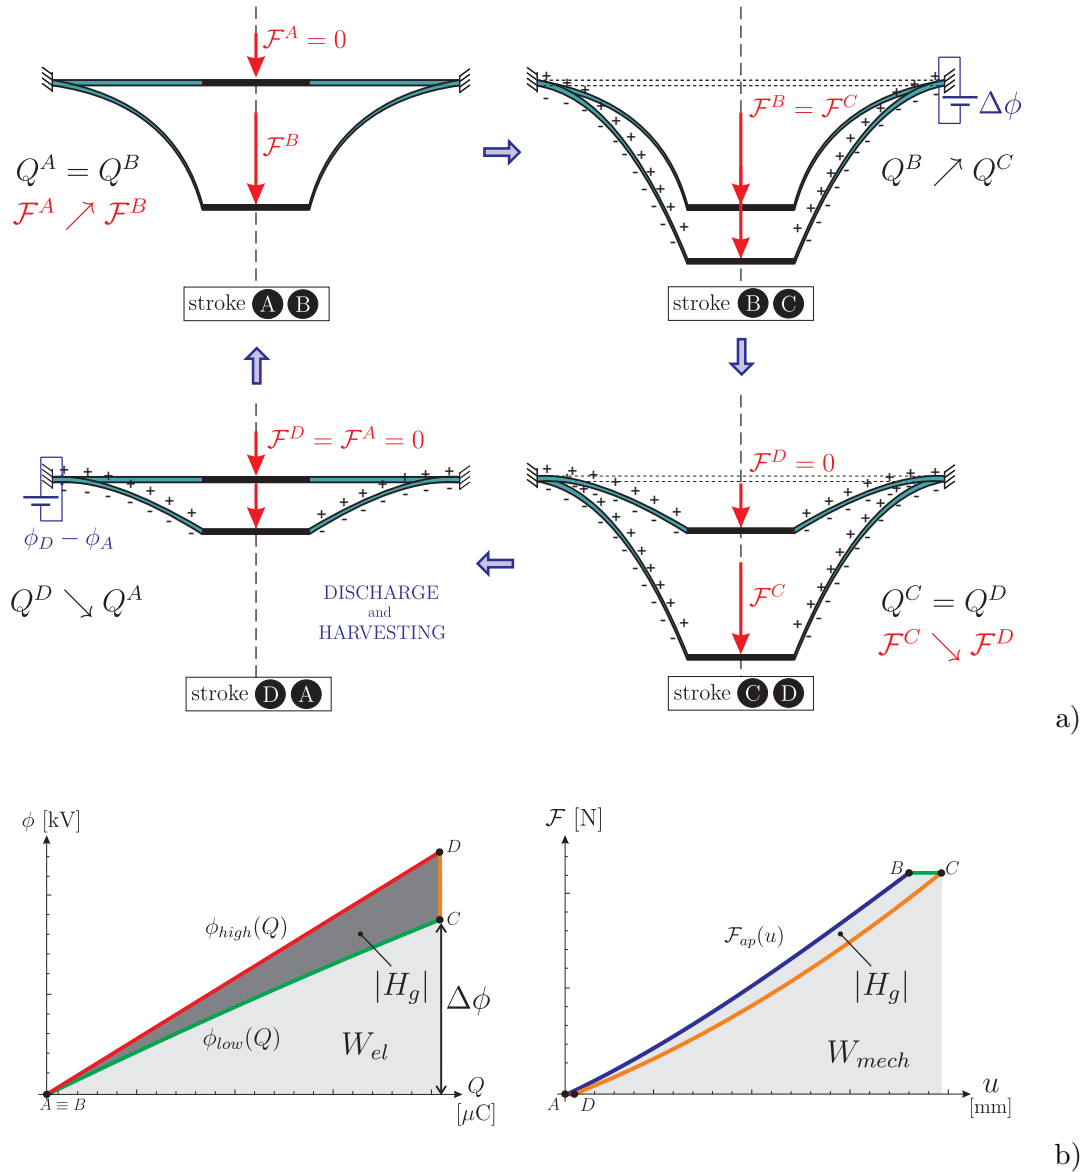 𝓕^A = 0
𝓕^B
Q^A = Q^B
𝓕^A ↗ 𝓕^B
stroke A B
𝓕^B = 𝓕^C
Δϕ
Q^B ↗ Q^C
stroke B C
𝓕^D = 𝓕^A = 0
ϕ_D − ϕ_A
Q^D ↘ Q^A
DISCHARGE
and
HARVESTING
stroke D A
𝓕^D = 0
𝓕^C
Q^C = Q^D
𝓕^C ↘ 𝓕^D
stroke C D
a)
ϕ [kV]
D
ϕ_high(Q)
C
|H_g|
Δϕ
ϕ_low(Q)
W_el
Q
A ≡ B
[μC]
𝓕 [N]
B
C
𝓕_ap(u)
|H_g|
W_mech
u
A
D
[mm]
b)